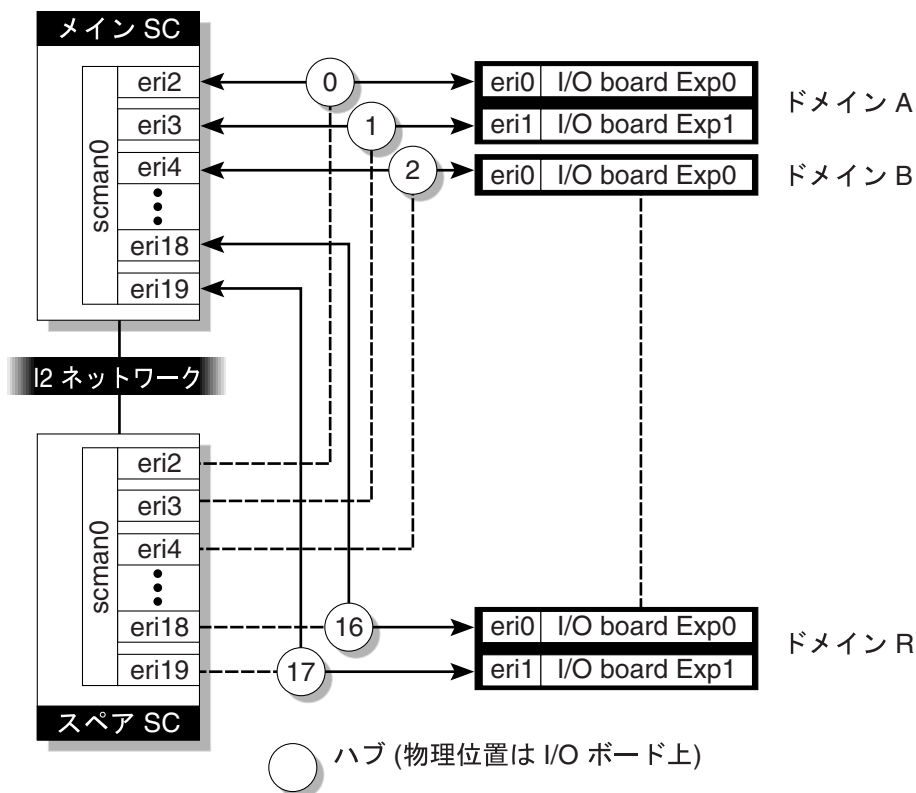 メイン SC
scman0
eri2
eri3
eri4
eri18
eri19
0
1
2
eri0 I/O board Exp0
eri1 I/O board Exp1
ドメイン A
eri0 I/O board Exp0
ドメイン B
I2 ネットワーク
scman0
eri2
eri3
eri4
eri18
eri19
スペア SC
16
17
eri0 I/O board Exp0
eri1 I/O board Exp1
ドメイン R
ハブ (物理位置は I/O ボード上)